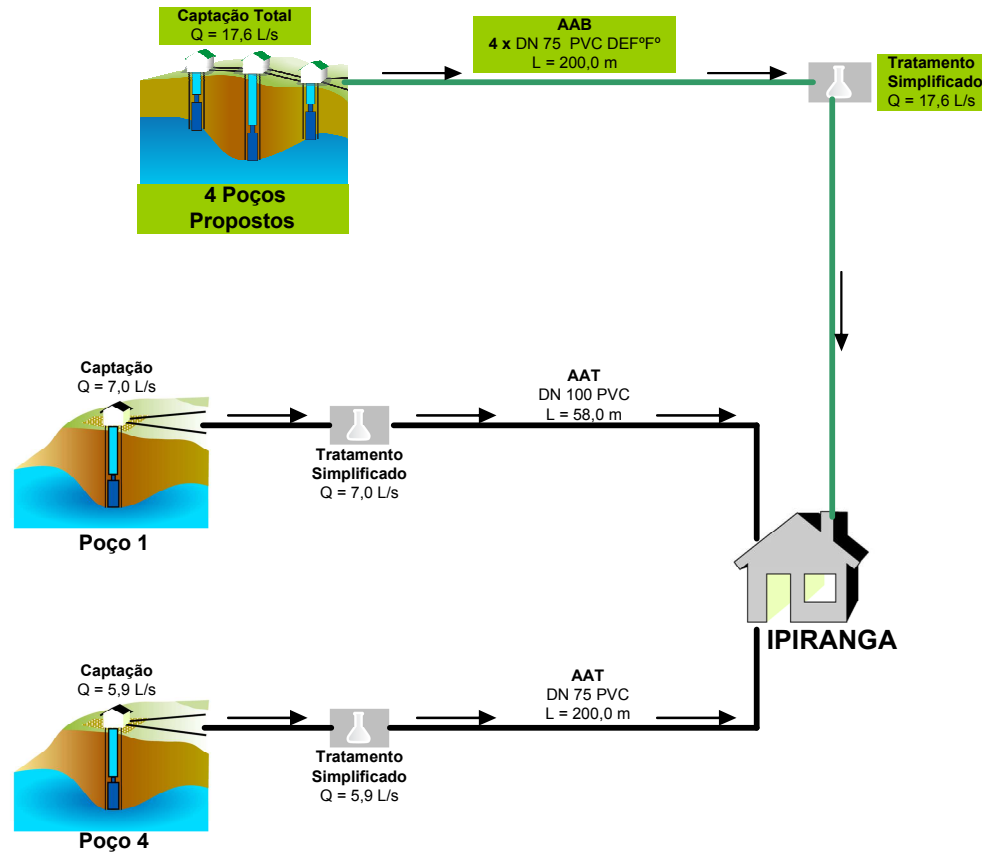 Captação Total
Q = 17,6 L/s
AAB
4 x DN 75 PVC DEFºFº
L = 200,0 m
Tratamento
Simplificado
Q = 17,6 L/s
4 Poços
Propostos
Captação
Q = 7,0 L/s
AAT
DN 100 PVC
L = 58,0 m
Tratamento
Simplificado
Q = 7,0 L/s
Poço 1
IPIRANGA
Captação
Q = 5,9 L/s
AAT
DN 75 PVC
L = 200,0 m
Tratamento
Simplificado
Q = 5,9 L/s
Poço 4